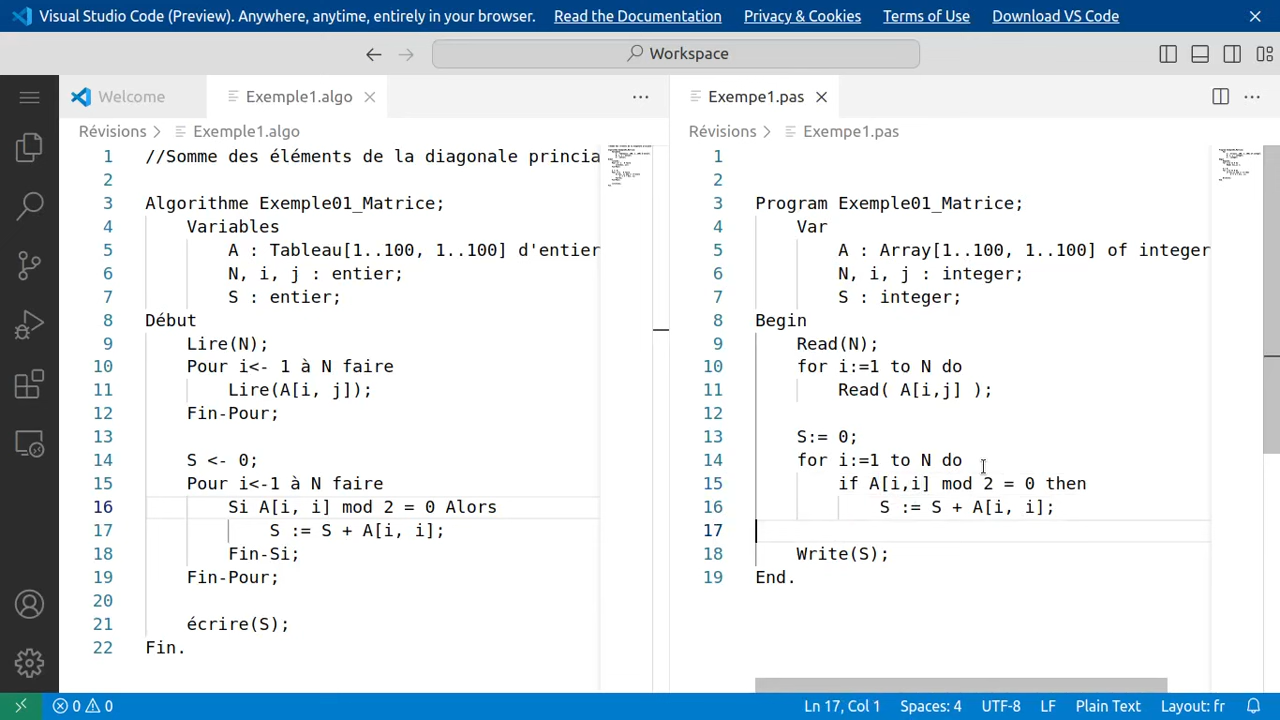 Visual Studio Code (Preview). Anywhere, anytime, entirely in your browser. Read the Documentation Privacy & Cookies Terms of Use Download VS Code
Workspace
Welcome Exemple1.algo
Révisions > Exemple1.algo
1 //Somme des éléments de la diagonale princia
2
3 Algorithme Exemple01_Matrice;
4 Variables
5 A : Tableau[1..100, 1..100] d'entier
6 N, i, j : entier;
7 S : entier;
8 Début
9 Lire(N);
10 Pour i<- 1 à N faire
11 Lire(A[i, j]);
12 Fin-Pour;
13
14 S <- 0;
15 Pour i<-1 à N faire
16 Si A[i, i] mod 2 = 0 Alors
17 S := S + A[i, i];
18 Fin-Si;
19 Fin-Pour;
20
21 écrire(S);
22 Fin.
Exempe1.pas
Révisions > Exempe1.pas
1
2
3 Program Exemple01_Matrice;
4 Var
5 A : Array[1..100, 1..100] of integer
6 N, i, j : integer;
7 S : integer;
8 Begin
9 Read(N);
10 for i:=1 to N do
11 Read( A[i,j] );
12
13 S:= 0;
14 for i:=1 to N do
15 if A[i,i] mod 2 = 0 then
16 S := S + A[i, i];
17
18 Write(S);
19 End.
0 0 Ln 17, Col 1 Spaces: 4 UTF-8 LF Plain Text Layout: fr